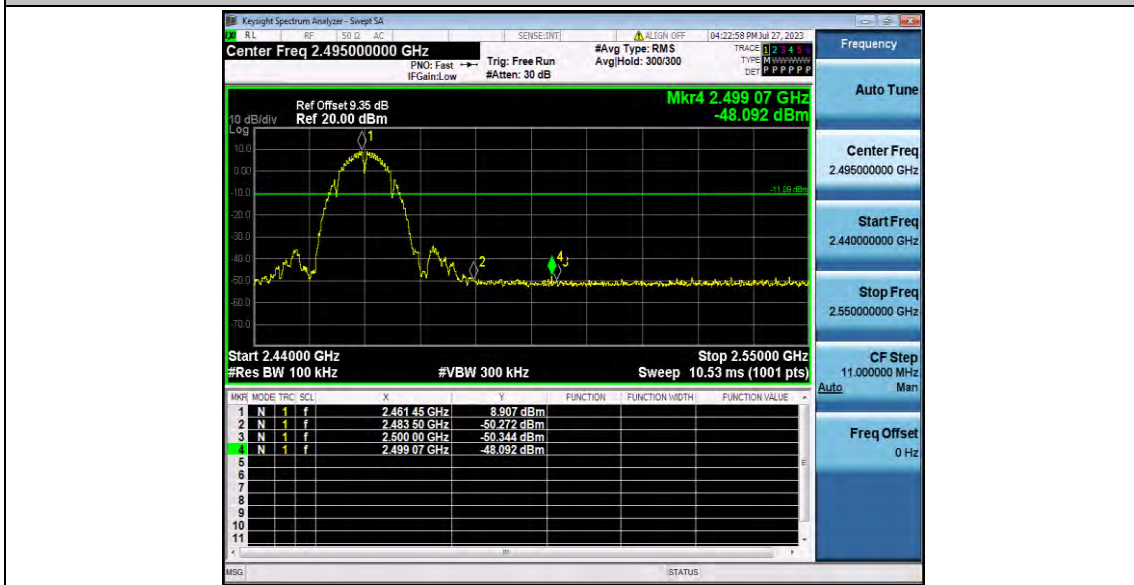 Keysight Spectrum Analyzer - Swept SA
RL RF 50 Ω AC SENSE:INT ALIGN OFF 04:22:58 PM Jul 27, 2023
Center Freq 2.495000000 GHz
PNO: Fast
IFGain:Low
Trig: Free Run
#Atten: 30 dB
#Avg Type: RMS
Avg|Hold: 300/300
TRACE 1 2 3 4 5 6
TYPE M WWWWW
DET P P P P P P
Frequency
Auto Tune
Center Freq
2.495000000 GHz
Start Freq
2.440000000 GHz
Stop Freq
2.550000000 GHz
CF Step
11.000000 MHz
Auto Man
Freq Offset
0 Hz
Mkr4 2.499 07 GHz
-48.092 dBm
Ref Offset 9.35 dB
10 dB/div Ref 20.00 dBm
Log
10.0
0.00
-10.0
-20.0
-30.0
-40.0
-50.0
-60.0
-70.0
1
2
4
3
-11.09 dBm
Start 2.44000 GHz Stop 2.55000 GHz
#Res BW 100 kHz #VBW 300 kHz Sweep 10.53 ms (1001 pts)
MKR MODE TRC SCL X Y FUNCTION FUNCTION WIDTH FUNCTION VALUE
1 N 1 f 2.461 45 GHz 8.907 dBm
2 N 1 f 2.483 50 GHz -50.272 dBm
3 N 1 f 2.500 00 GHz -50.344 dBm
4 N 1 f 2.499 07 GHz -48.092 dBm
5
6
7
8
9
10
11
MSG STATUS